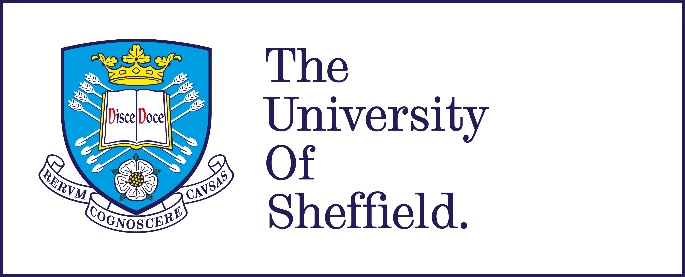 Disce Doce
RERVM
COGNOSCERE
CAVSAS
The
University
Of
Sheffield.